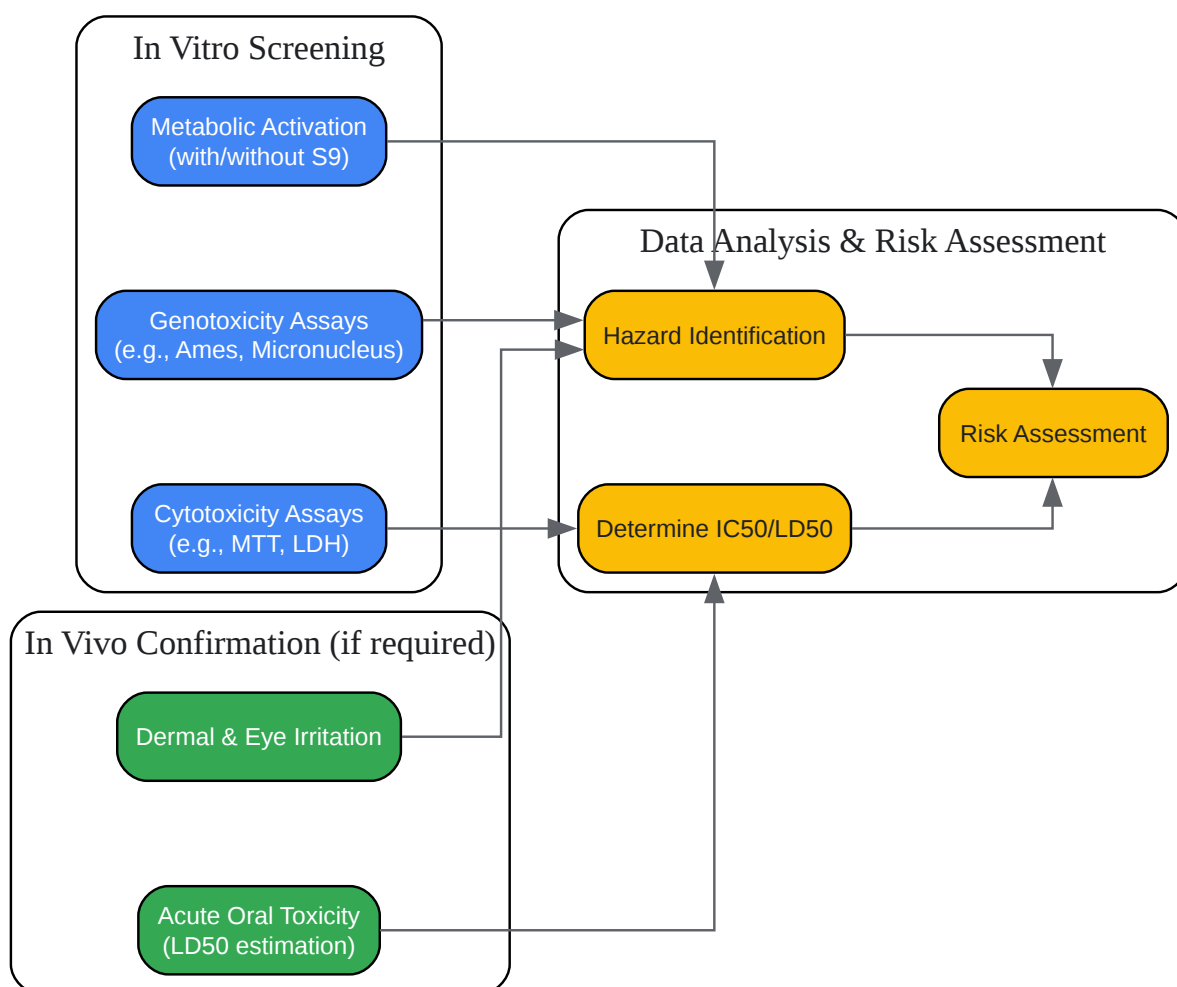 In Vitro Screening
Metabolic Activation
(with/without S9)
Genotoxicity Assays
(e.g., Ames, Micronucleus)
Cytotoxicity Assays
(e.g., MTT, LDH)
Data Analysis & Risk Assessment
Hazard Identification
Risk Assessment
Determine IC50/LD50
In Vivo Confirmation (if required)
Dermal & Eye Irritation
Acute Oral Toxicity
(LD50 estimation)